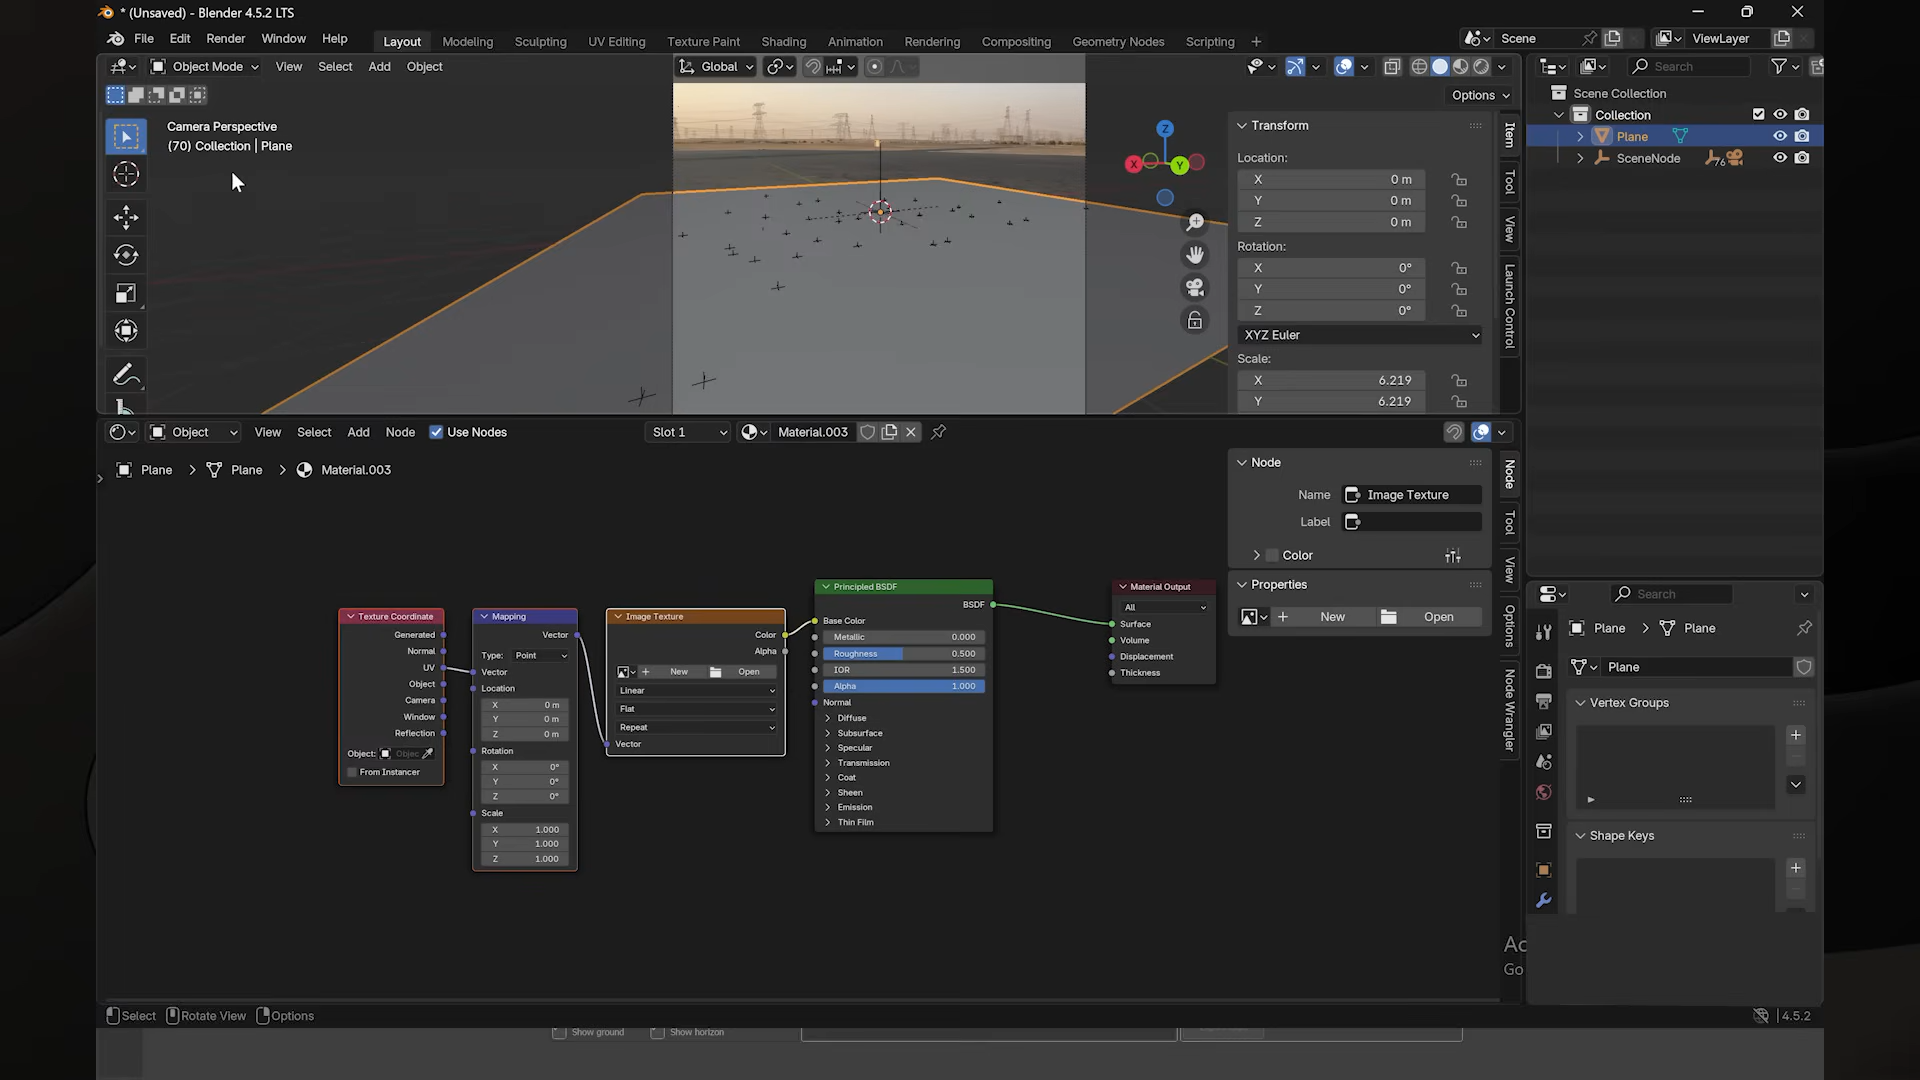 * (Unsaved) - Blender 4.5.2 LTS
File Edit Render Window Help Layout Modeling Sculpting UV Editing Texture Paint Shading Animation Rendering Compositing Geometry Nodes Scripting + Scene ViewLayer
Object Mode View Select Add Object Global Search
Options
Camera Perspective
(70) Collection | Plane
Transform
Location:
X 0 m
Y 0 m
Z 0 m
Rotation:
X 0°
Y 0°
Z 0°
XYZ Euler
Scale:
X 6.219
Y 6.219
Z
X
Y
Item
Tool
View
Launch Control
Scene Collection
Collection
Plane
SceneNode 76
Object View Select Add Node Use Nodes Slot 1 Material.003
Plane > Plane > Material.003
Node
Name Image Texture
Label
Color
Properties
New Open
Node
Tool
View
Options
Node Wrangler
Texture Coordinate
Generated
Normal
UV
Object
Camera
Window
Reflection
Object: Objec
From Instancer
Mapping
Vector
Type: Point
Vector
Location
X 0 m
Y 0 m
Z 0 m
Rotation
X 0°
Y 0°
Z 0°
Scale
X 1.000
Y 1.000
Z 1.000
Image Texture
Color
Alpha
New Open
Linear
Flat
Repeat
Vector
Principled BSDF
BSDF
Base Color
Metallic 0.000
Roughness 0.500
IOR 1.500
Alpha 1.000
Normal
Diffuse
Subsurface
Specular
Transmission
Coat
Sheen
Emission
Thin Film
Material Output
All
Surface
Volume
Displacement
Thickness
Search
Plane > Plane
Plane
Vertex Groups
Shape Keys
Ac
Go
Select Rotate View Options 4.5.2
Show ground Show horizon